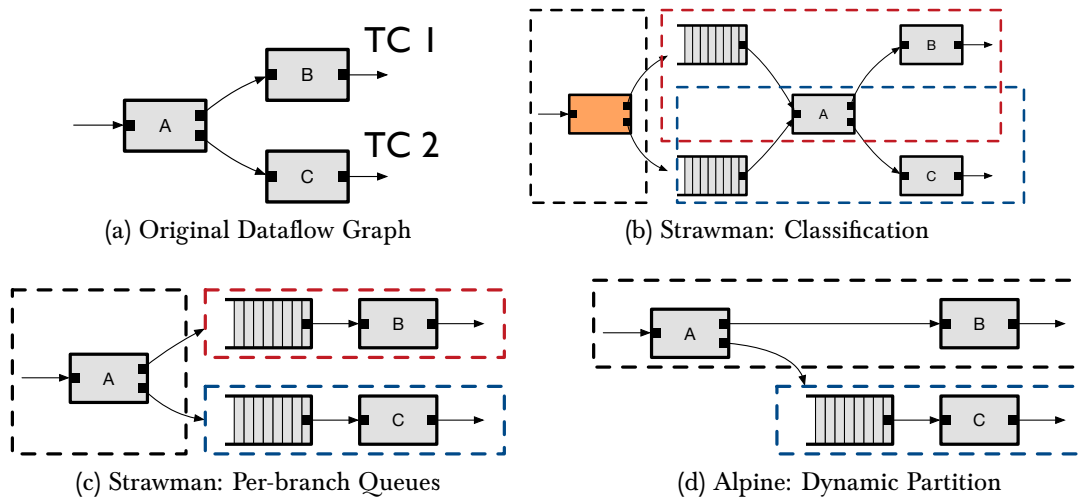 TC 1
B
A
C
TC 2
(a) Original Dataflow Graph
B
A
C
(b) Strawman: Classification
B
A
C
(c) Strawman: Per-branch Queues
A
B
C
(d) Alpine: Dynamic Partition